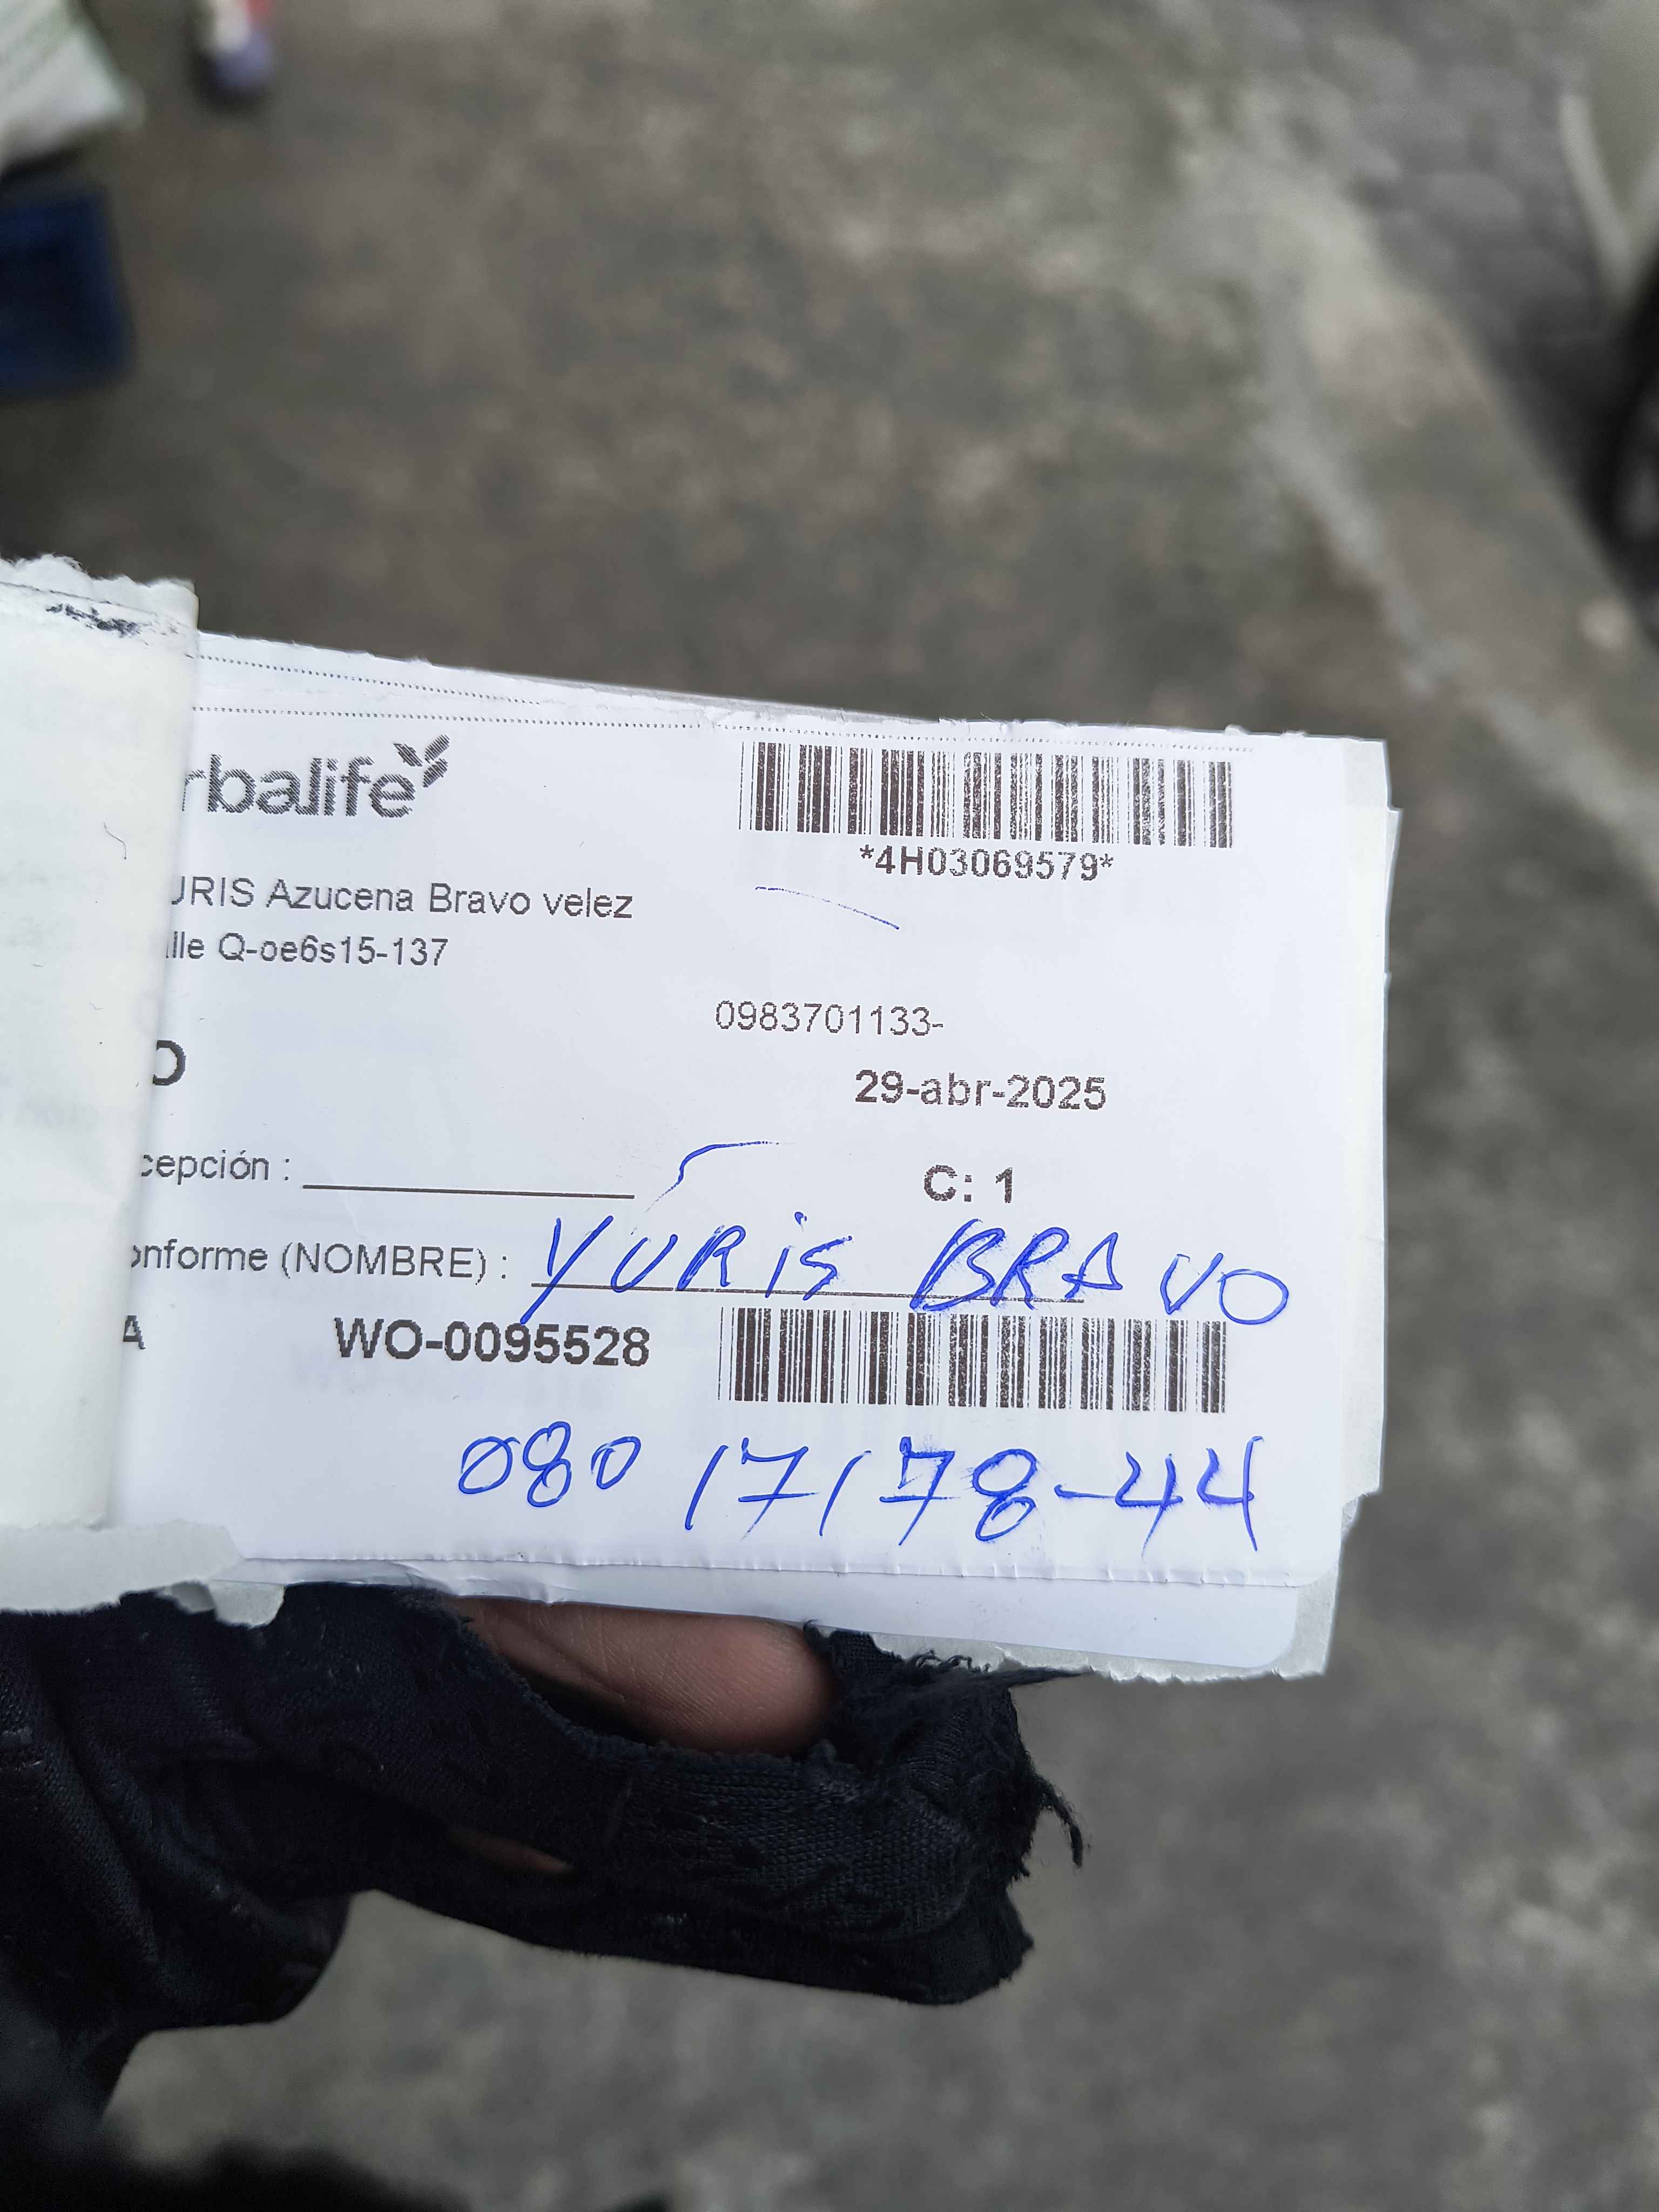 rbalife
*4H03069579*
URIS Azucena Bravo velez
lle Q-oe6s15-137
0983701133-
O
29-abr-2025
cepción :
C: 1
onforme (NOMBRE) : YURiS BRAVO
A WO-0095528
080 17178-44